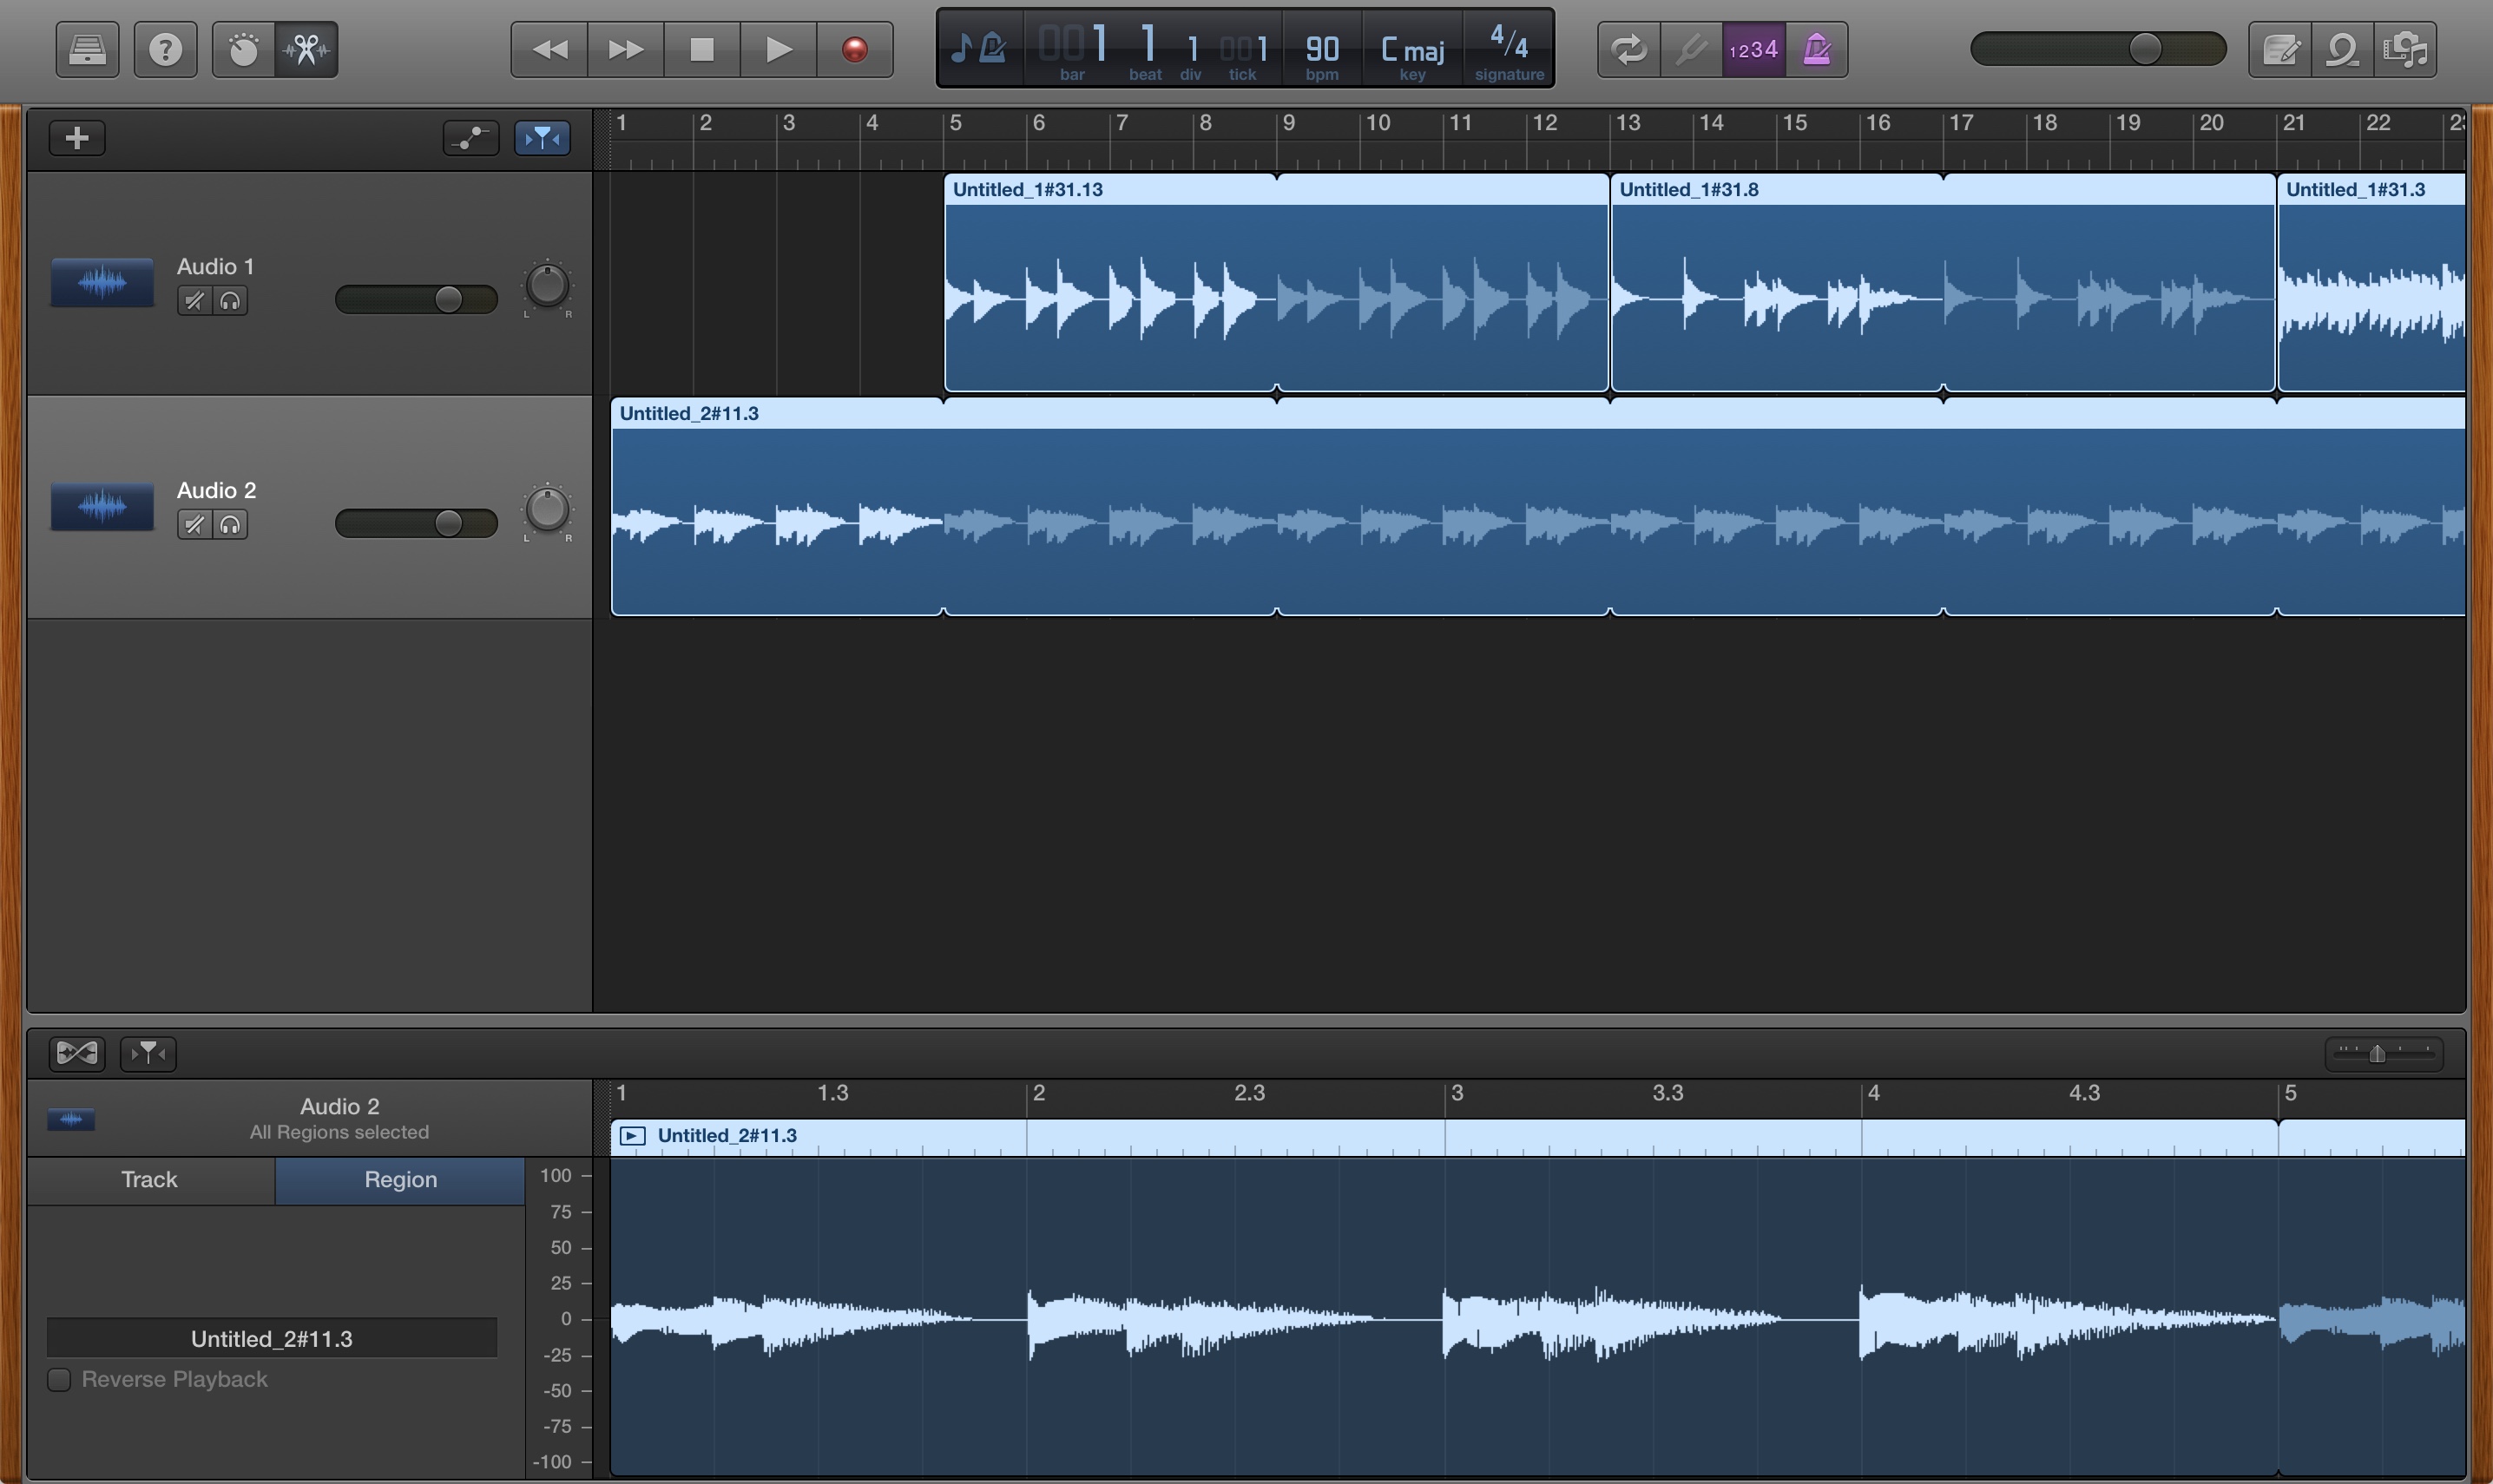 ?
001 1 1 001 90 C maj 4/4
bar beat div tick bpm key signature
1234
1 2 3 4 5 6 7 8 9 10 11 12 13 14 15 16 17 18 19 20 21 22
Untitled_1#31.13 Untitled_1#31.8 Untitled_1#31.3
Audio 1
L R
Untitled_2#11.3
Audio 2
L R
1 1.3 2 2.3 3 3.3 4 4.3 5
Audio 2
All Regions selected
Untitled_2#11.3
Track Region
100
75
50
25
0
-25
-50
-75
-100
Untitled_2#11.3
Reverse Playback